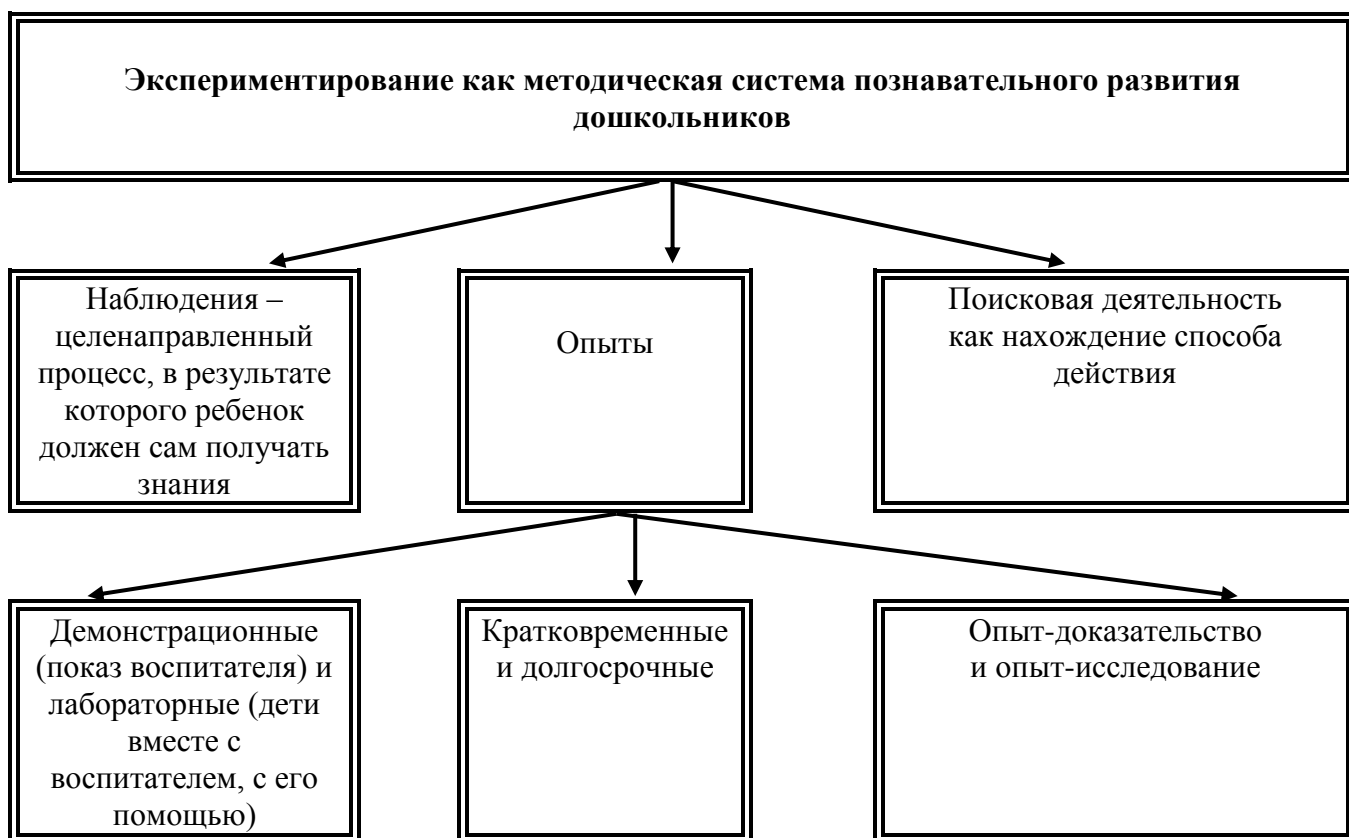 Экспериментирование как методическая система познавательного развития
дошкольников
Наблюдения –
целенаправленный
процесс, в результате
которого ребенок
должен сам получать
знания
Опыты
Поисковая деятельность
как нахождение способа
действия
Демонстрационные
(показ воспитателя) и
лабораторные (дети
вместе с
воспитателем, с его
помощью)
Кратковременные
и долгосрочные
Опыт-доказательство
и опыт-исследование